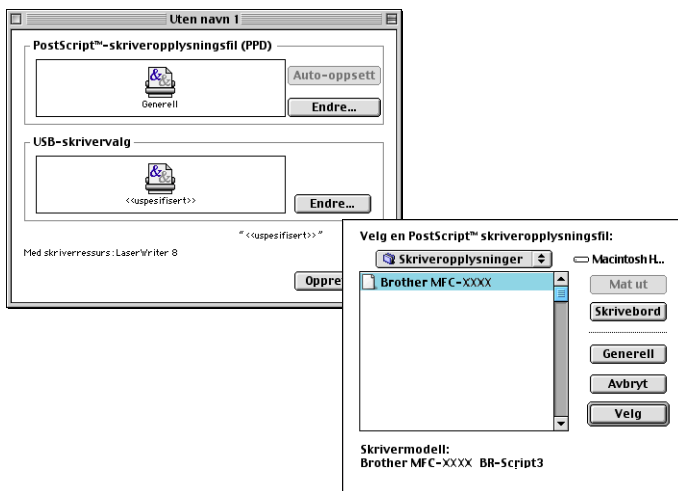 Uten navn 1
PostScript™-skriveropplysningsfil (PPD)
Generell
Auto-oppsett
Endre...
USB-skrivervalg
<<uspesifisert>>
Endre...
"<<uspesifisert>>"
Med skriverressurs: LaserWriter 8
Oppre
Velg en PostScript™ skriveropplysningsfil:
Skriveropplysninger
Macintosh H...
Brother MFC-XXXX
Mat ut
Skrivebord
Generell
Avbryt
Velg
Skrivermodell:
Brother MFC-XXXX BR-Script3